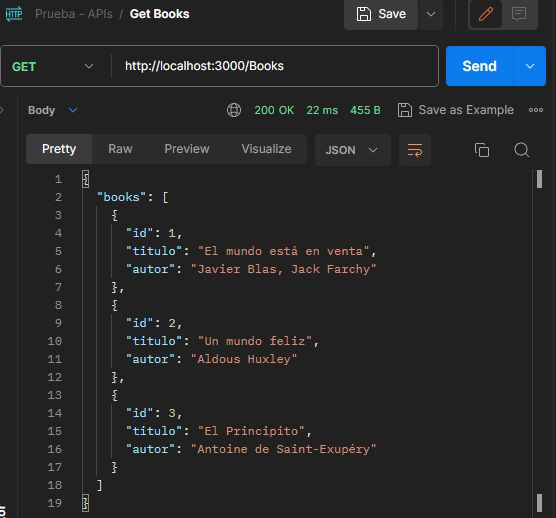 HTTP Prueba - APIs / Get Books Save
GET http://localhost:3000/Books Send
Body 200 OK 22 ms 455 B Save as Example
Pretty Raw Preview Visualize JSON
1 {
2 "books": [
3 {
4 "id": 1,
5 "titulo": "El mundo está en venta",
6 "autor": "Javier Blas, Jack Farchy"
7 },
8 {
9 "id": 2,
10 "titulo": "Un mundo feliz",
11 "autor": "Aldous Huxley"
12 },
13 {
14 "id": 3,
15 "titulo": "El Principito",
16 "autor": "Antoine de Saint-Exupéry"
17 }
18 ]
19 }